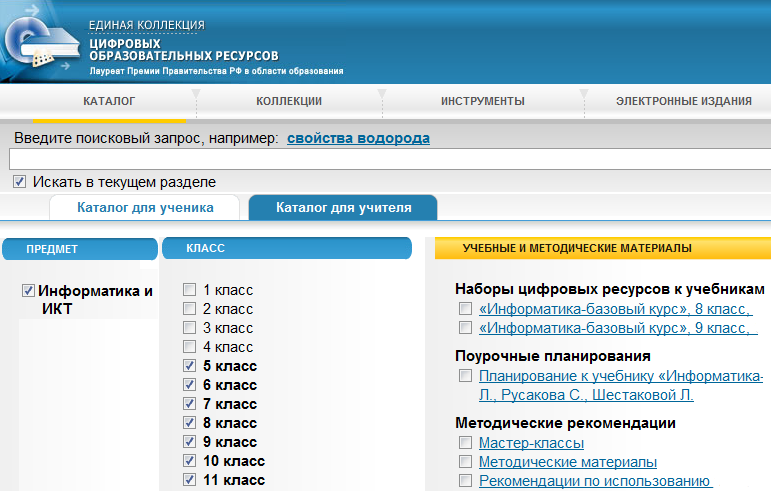 ЕДИНАЯ КОЛЛЕКЦИЯ
ЦИФРОВЫХ
ОБРАЗОВАТЕЛЬНЫХ РЕСУРСОВ
Лауреат Премии Правительства РФ в области образования
КАТАЛОГ КОЛЛЕКЦИИ ИНСТРУМЕНТЫ ЭЛЕКТРОННЫЕ ИЗДАНИЯ
Введите поисковый запрос, например: свойства водорода
Искать в текущем разделе
Каталог для ученика Каталог для учителя
ПРЕДМЕТ
Информатика и
ИКТ
КЛАСС
1 класс
2 класс
3 класс
4 класс
5 класс
6 класс
7 класс
8 класс
9 класс
10 класс
11 класс
УЧЕБНЫЕ И МЕТОДИЧЕСКИЕ МАТЕРИАЛЫ
Наборы цифровых ресурсов к учебникам
«Информатика-базовый курс», 8 класс,
«Информатика-базовый курс», 9 класс,
Поурочные планирования
Планирование к учебнику «Информатика-
Л., Русакова С., Шестаковой Л.
Методические рекомендации
Мастер-классы
Методические материалы
Рекомендации по использованию